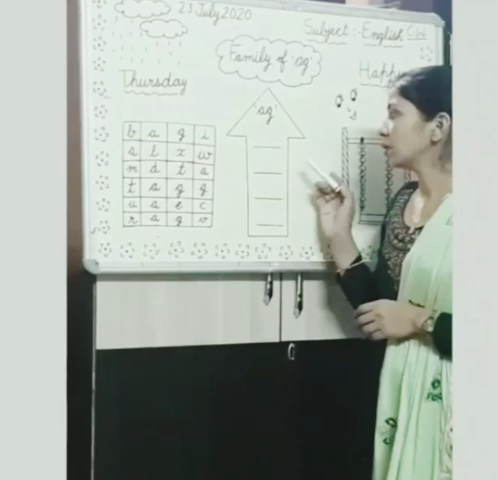 23 July 2020
Subject :- English
Family of 'ag'
Thursday
'ag'
b a g i
a l x w
m d t a
t a g g
u a e c
r a g v